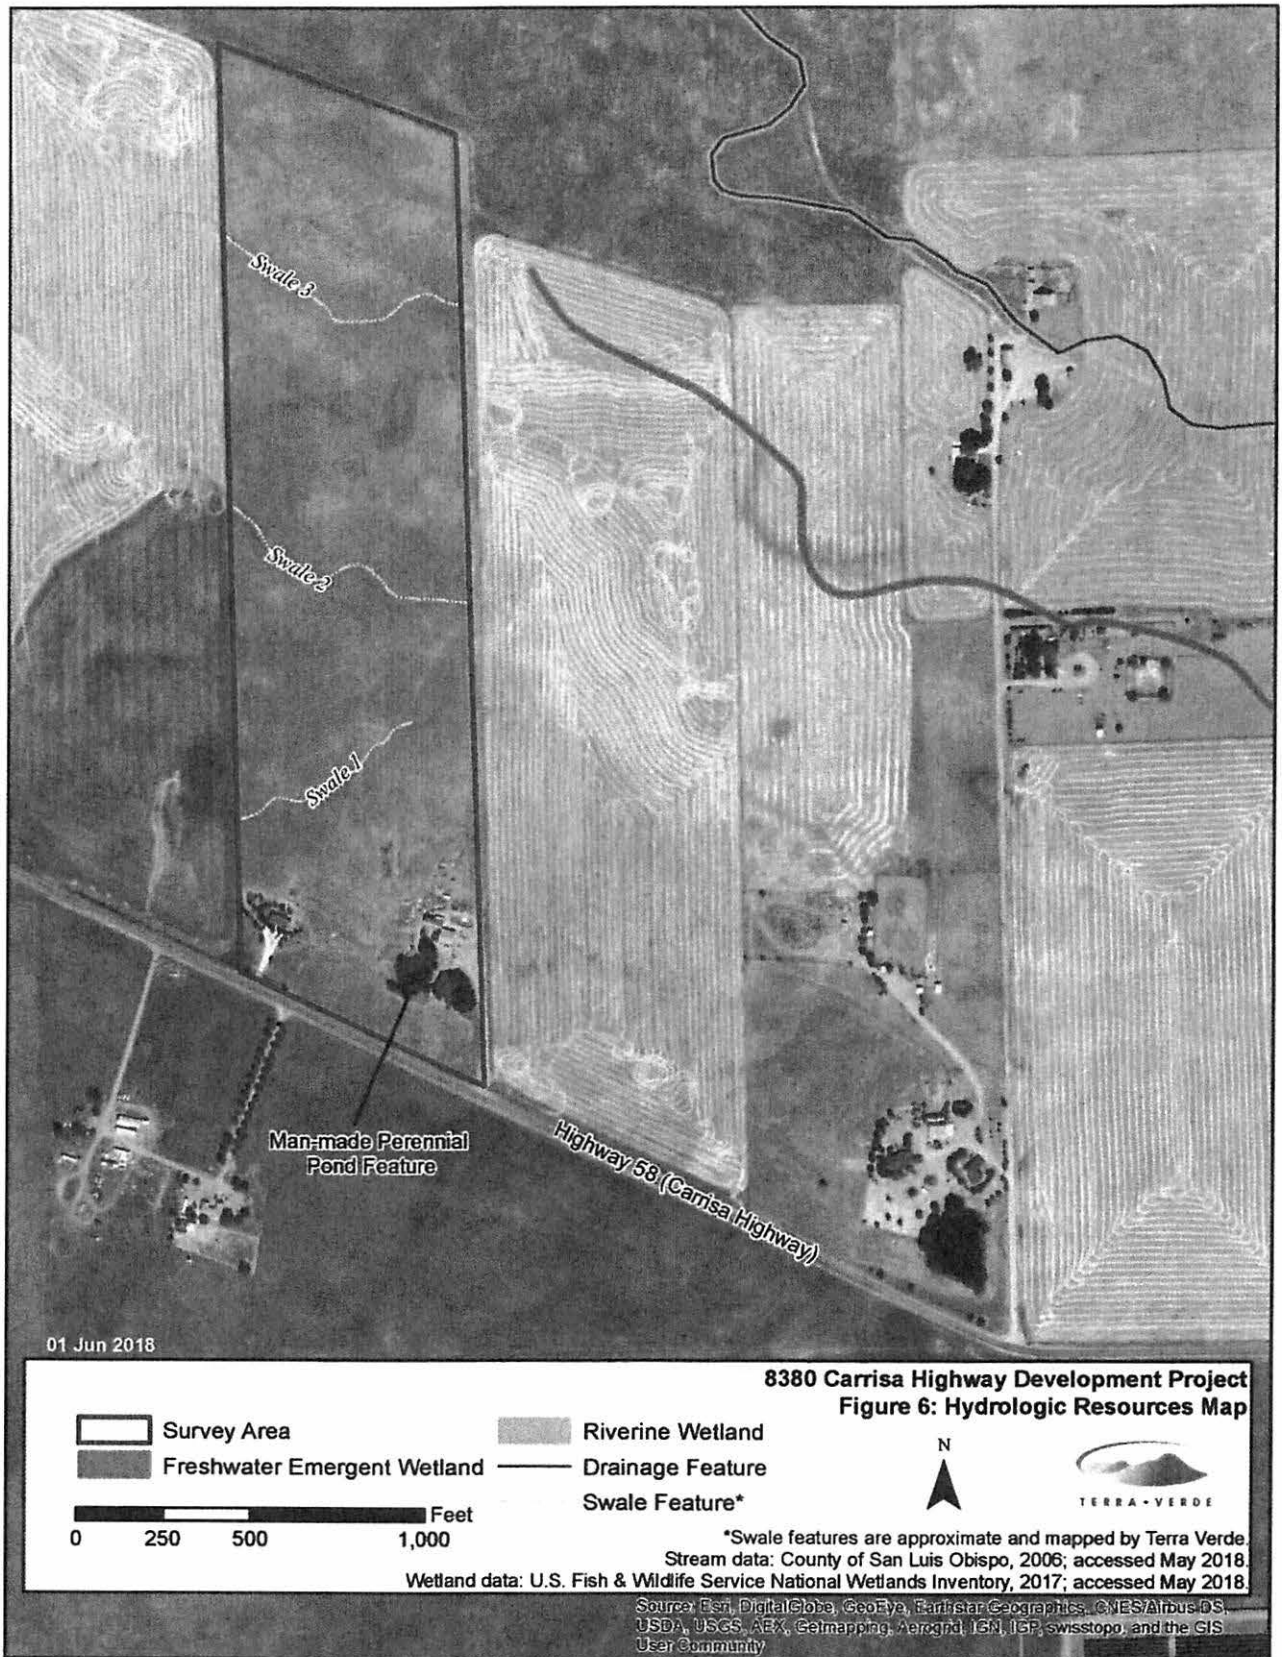 Swale 3
Swale 2
Swale 1
Man-made Perennial
Pond Feature
Highway 58 (Carrisa Highway)
01 Jun 2018
8380 Carrisa Highway Development Project
Figure 6: Hydrologic Resources Map
Survey Area
Freshwater Emergent Wetland
Riverine Wetland
Drainage Feature
Swale Feature*
Feet
0 250 500 1,000
N
TERRA-VERDE
*Swale features are approximate and mapped by Terra Verde.
Stream data: County of San Luis Obispo, 2006; accessed May 2018.
Wetland data: U.S. Fish & Wildlife Service National Wetlands Inventory, 2017; accessed May 2018.
Source: Esri, DigitalGlobe, GeoEye, Earthstar Geographics, CNES/Airbus DS,
USDA, USGS, AEX, Getmapping, Aerogrid, IGN, IGP, swisstopo, and the GIS
User Community